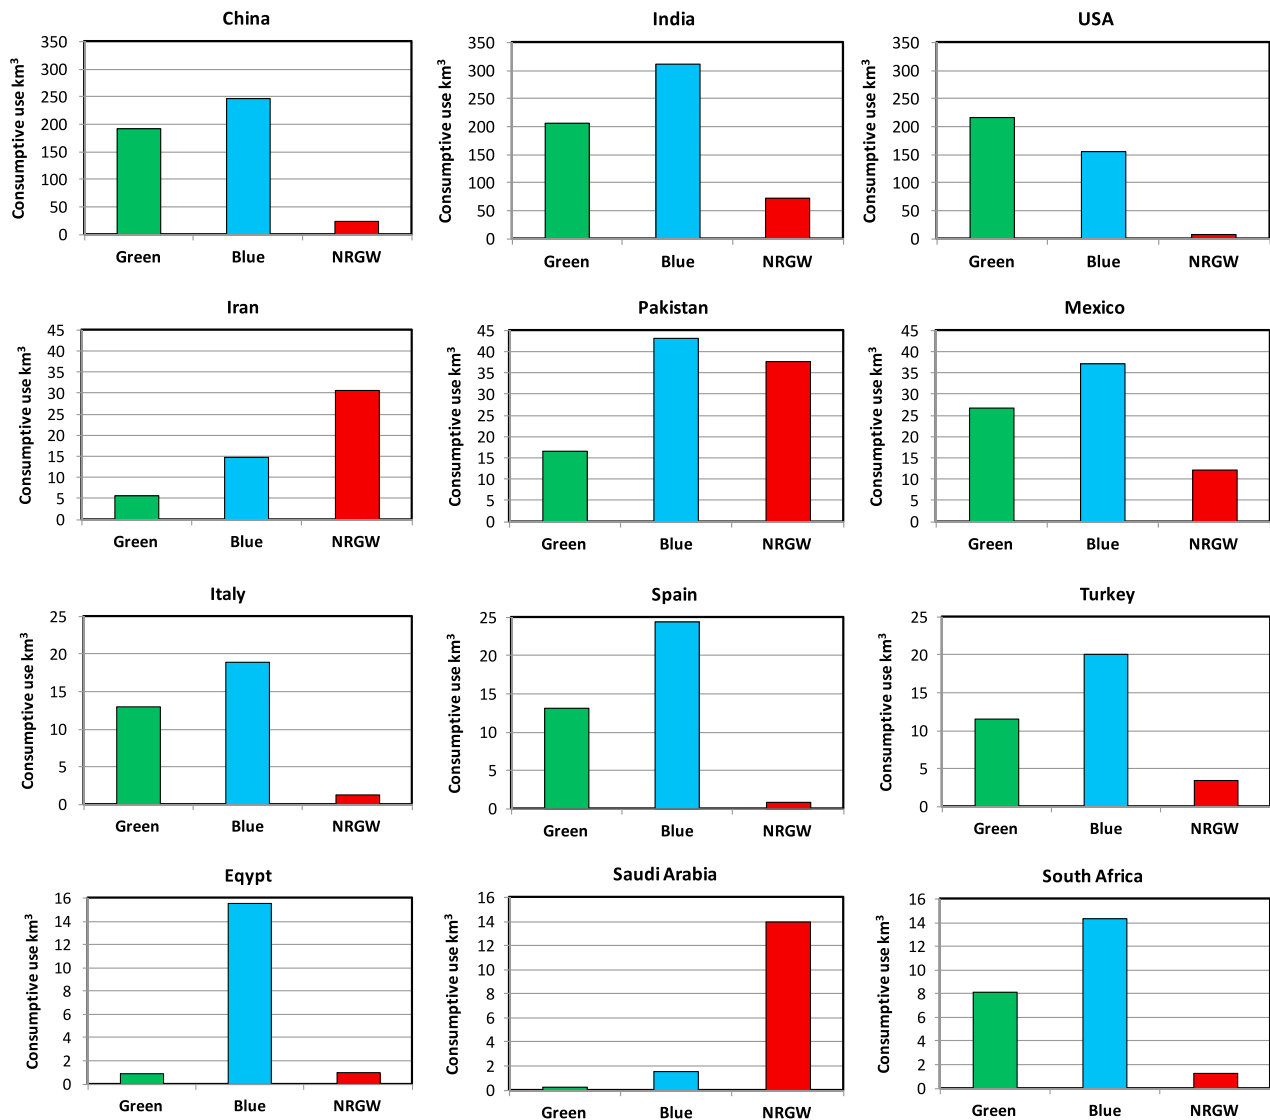 China
India
USA
Consumptive use km³
350
300
250
200
150
100
50
0
Green Blue NRGW
Consumptive use km³
350
300
250
200
150
100
50
0
Green Blue NRGW
Consumptive use km³
350
300
250
200
150
100
50
0
Green Blue NRGW
Iran
Pakistan
Mexico
Consumptive use km³
45
40
35
30
25
20
15
10
5
0
Green Blue NRGW
Consumptive use km³
45
40
35
30
25
20
15
10
5
0
Green Blue NRGW
Consumptive use km³
45
40
35
30
25
20
15
10
5
0
Green Blue NRGW
Italy
Spain
Turkey
Consumptive use km³
25
20
15
10
5
0
Green Blue NRGW
Consumptive use km³
25
20
15
10
5
0
Green Blue NRGW
Consumptive use km³
25
20
15
10
5
0
Green Blue NRGW
Eqypt
Saudi Arabia
South Africa
Consumptive use km³
16
14
12
10
8
6
4
2
0
Green Blue NRGW
Consumptive use km³
16
14
12
10
8
6
4
2
0
Green Blue NRGW
Consumptive use km³
16
14
12
10
8
6
4
2
0
Green Blue NRGW